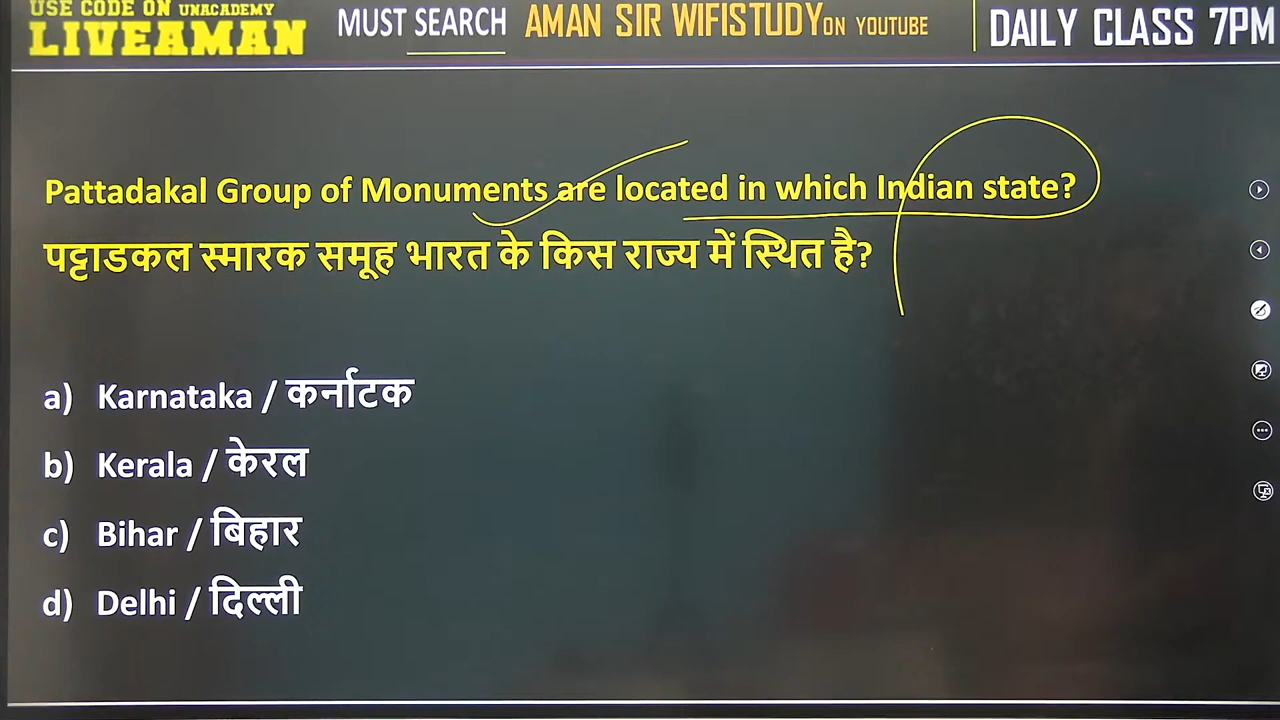 USE CODE ON UNACADEMY
LIVEAMAN
MUST SEARCH AMAN SIR WIFISTUDY ON YOUTUBE
DAILY CLASS 7PM
Pattadakal Group of Monuments are located in which Indian state?
पट्टाडकल स्मारक समूह भारत के किस राज्य में स्थित है?
a) Karnataka / कर्नाटक
b) Kerala / केरल
c) Bihar / बिहार
d) Delhi / दिल्ली